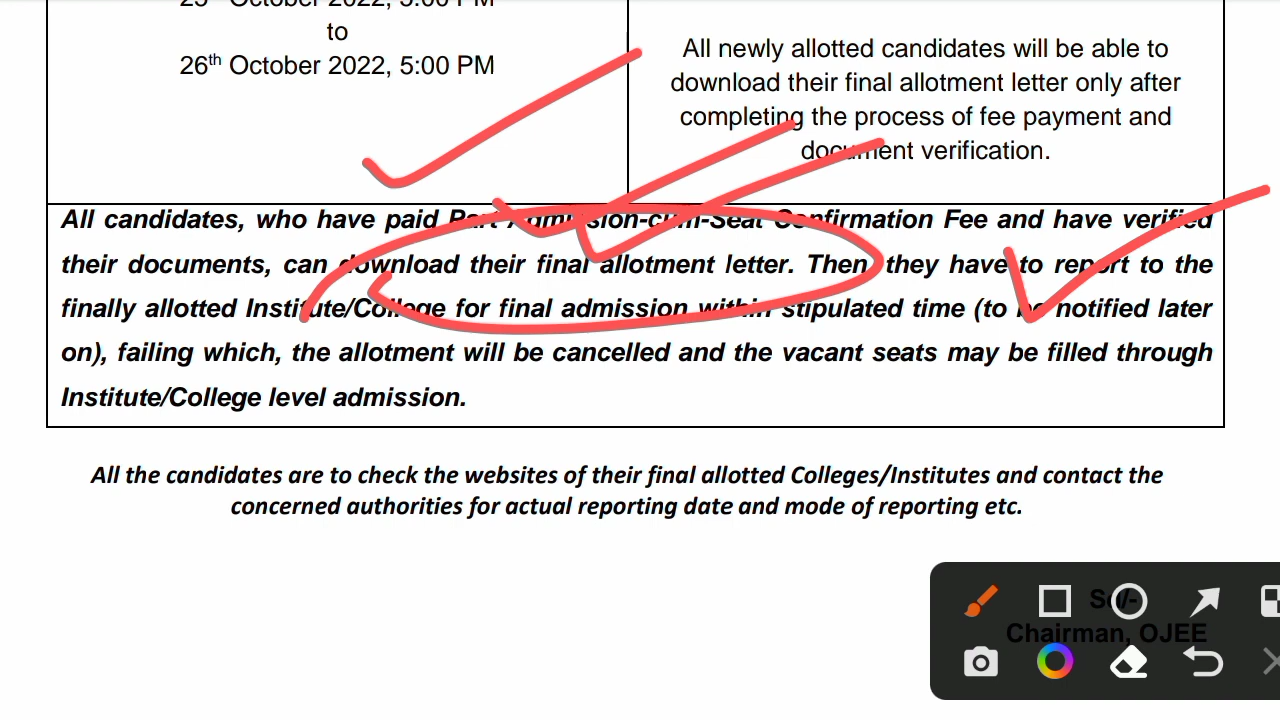 25th October 2022, 5:00 PM
to
26th October 2022, 5:00 PM
All newly allotted candidates will be able to
download their final allotment letter only after
completing the process of fee payment and
document verification.
All candidates, who have paid Part Admission-cum-Seat Confirmation Fee and have verified
their documents, can download their final allotment letter. Then they have to report to the
finally allotted Institute/College for final admission within stipulated time (to be notified later
on), failing which, the allotment will be cancelled and the vacant seats may be filled through
Institute/College level admission.
All the candidates are to check the websites of their final allotted Colleges/Institutes and contact the
concerned authorities for actual reporting date and mode of reporting etc.
Sd/-
Chairman, OJEE